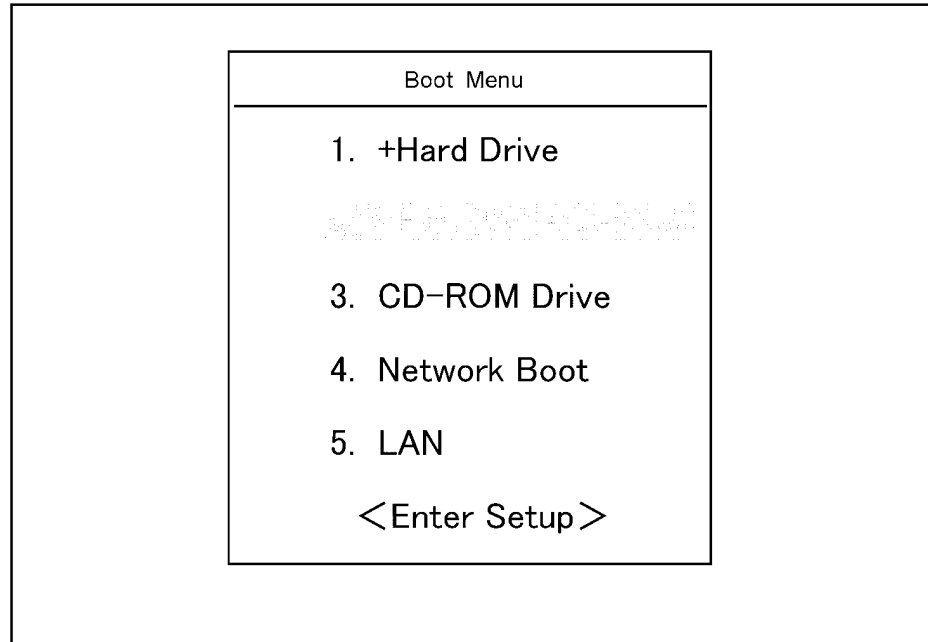 Boot Menu
1. +Hard Drive
3. CD-ROM Drive
4. Network Boot
5. LAN
<Enter Setup>